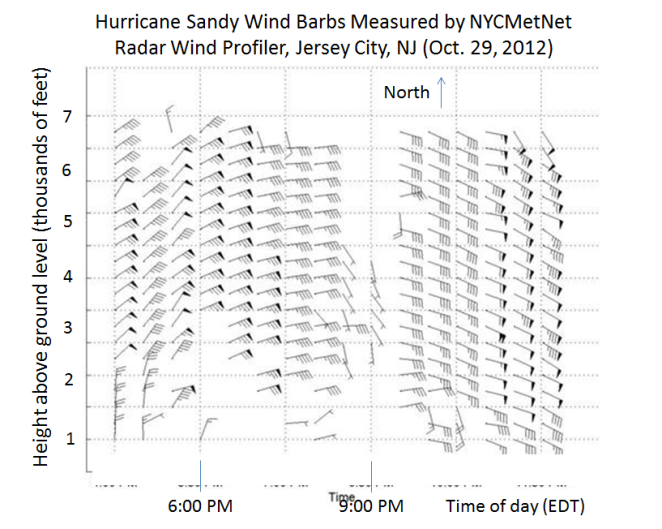 Hurricane Sandy Wind Barbs Measured by NYCMetNet
Radar Wind Profiler, Jersey City, NJ (Oct. 29, 2012)
North
Height above ground level (thousands of feet)
7
6
5
4
3
2
1
Time
6:00 PM
9:00 PM
Time of day (EDT)